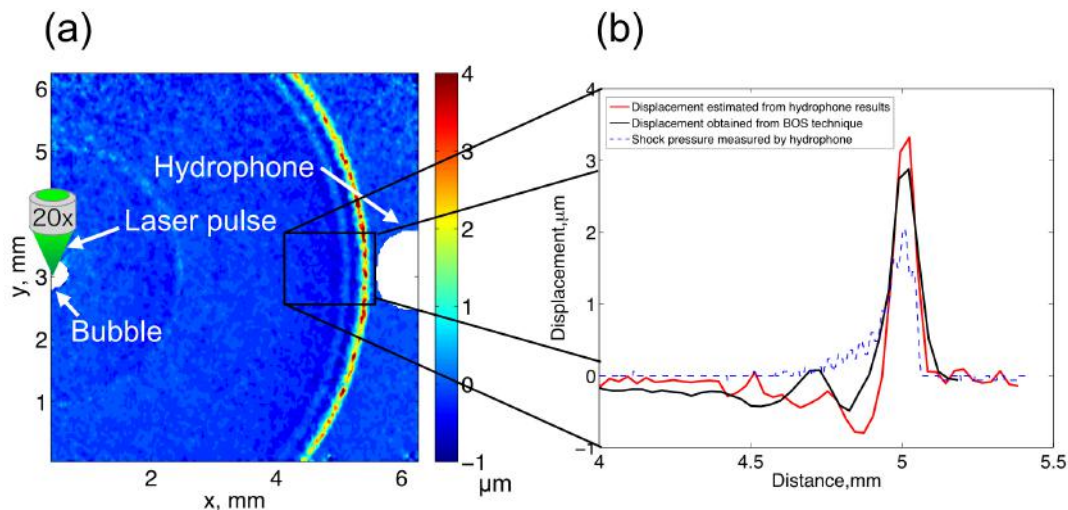 (a)
(b)
6
5
4
3
2
1
y, mm
2
4
6
x, mm
20x
Laser pulse
Hydrophone
Bubble
4
3
2
1
0
−1
μm
4
3
2
1
0
−1
Displacement,μm
Displacement estimated from hydrophone results
Displacement obtained from BOS technique
Shock pressure measured by hydrophone
4
4.5
5
5.5
Distance,mm